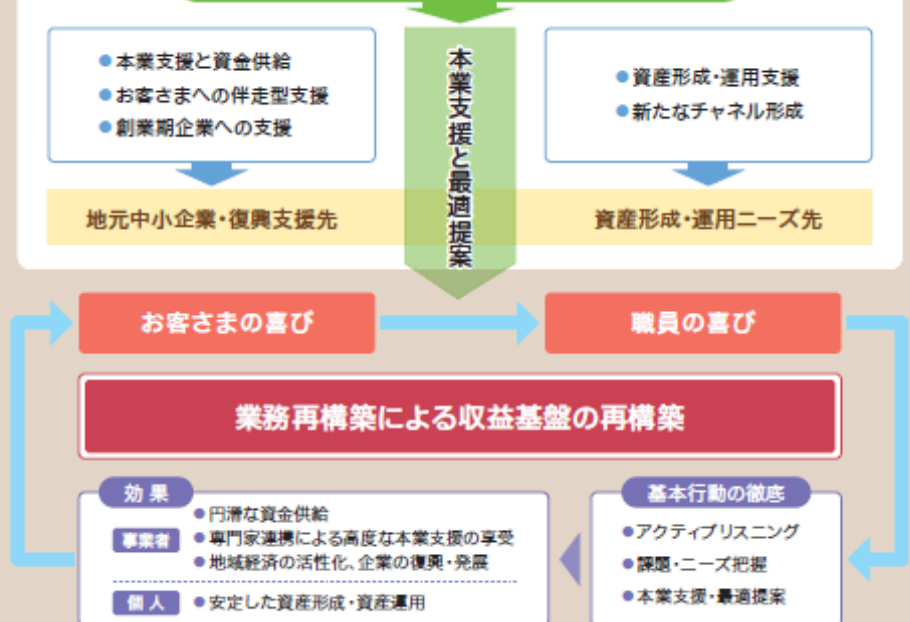 ●本業支援と資金供給
●お客さまへの伴走型支援
●創業期企業への支援
本業支援と最適提案
●資産形成・運用支援
●新たなチャネル形成
地元中小企業・復興支援先
資産形成・運用ニーズ先
お客さまの喜び
職員の喜び
業務再構築による収益基盤の再構築
効果
事業者
●円滑な資金供給
●専門家連携による高度な本業支援の享受
●地域経済の活性化、企業の復興・発展
個人
●安定した資産形成・資産運用
基本行動の徹底
●アクティブリスニング
●課題・ニーズ把握
●本業支援・最適提案